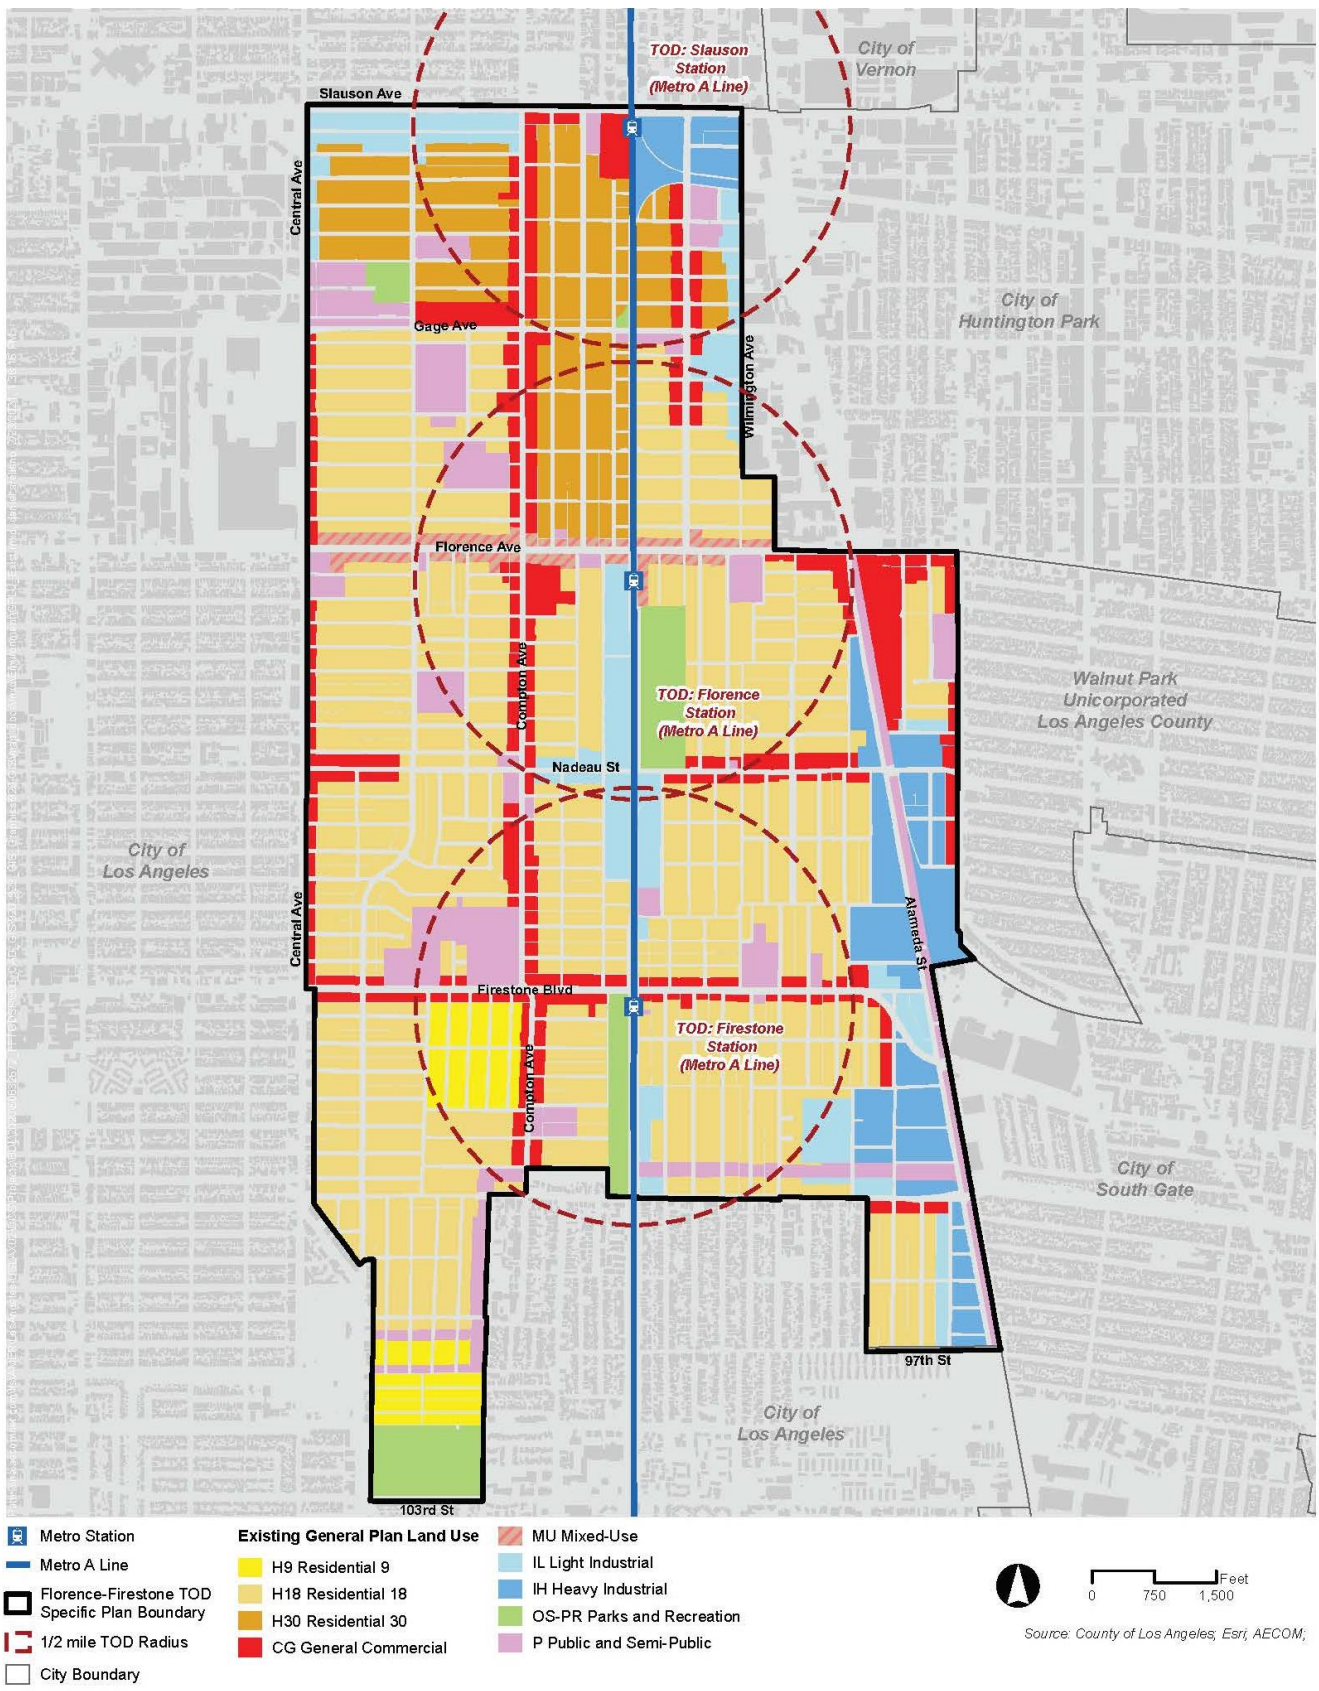 TOD: Slauson
Station
(Metro A Line)
City of
Vernon
Slauson Ave
Central Ave
City of
Huntington Park
Gage Ave
Wilmington Ave
Florence Ave
Compton Ave
TOD: Florence
Station
(Metro A Line)
Walnut Park
Unicorporated
Los Angeles County
Nadeau St
City of
Los Angeles
Central Ave
Alameda St
Firestone Blvd
TOD: Firestone
Station
(Metro A Line)
Compton Ave
City of
South Gate
97th St
City of
Los Angeles
103rd St
Metro Station
Metro A Line
Florence-Firestone TOD
Specific Plan Boundary
1/2 mile TOD Radius
City Boundary
Existing General Plan Land Use
H9 Residential 9
H18 Residential 18
H30 Residential 30
CG General Commercial
MU Mixed-Use
IL Light Industrial
IH Heavy Industrial
OS-PR Parks and Recreation
P Public and Semi-Public
Feet
0 750 1,500
Source: County of Los Angeles; Esri, AECOM;